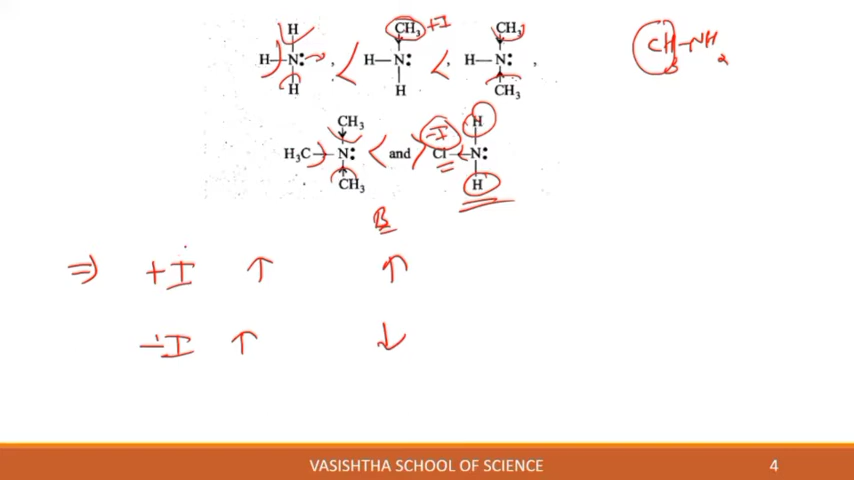 H CH₃ +I CH₃ CH₃-NH₂
H—N: , < H—N: < , H—N: ,
H H CH₃
CH₃ -I H
H₃C → N: < and > Cl ← N:
CH₃ H
B
⇒ +I ↑ ↑
-I ↑ ↓
VASISHTHA SCHOOL OF SCIENCE 4